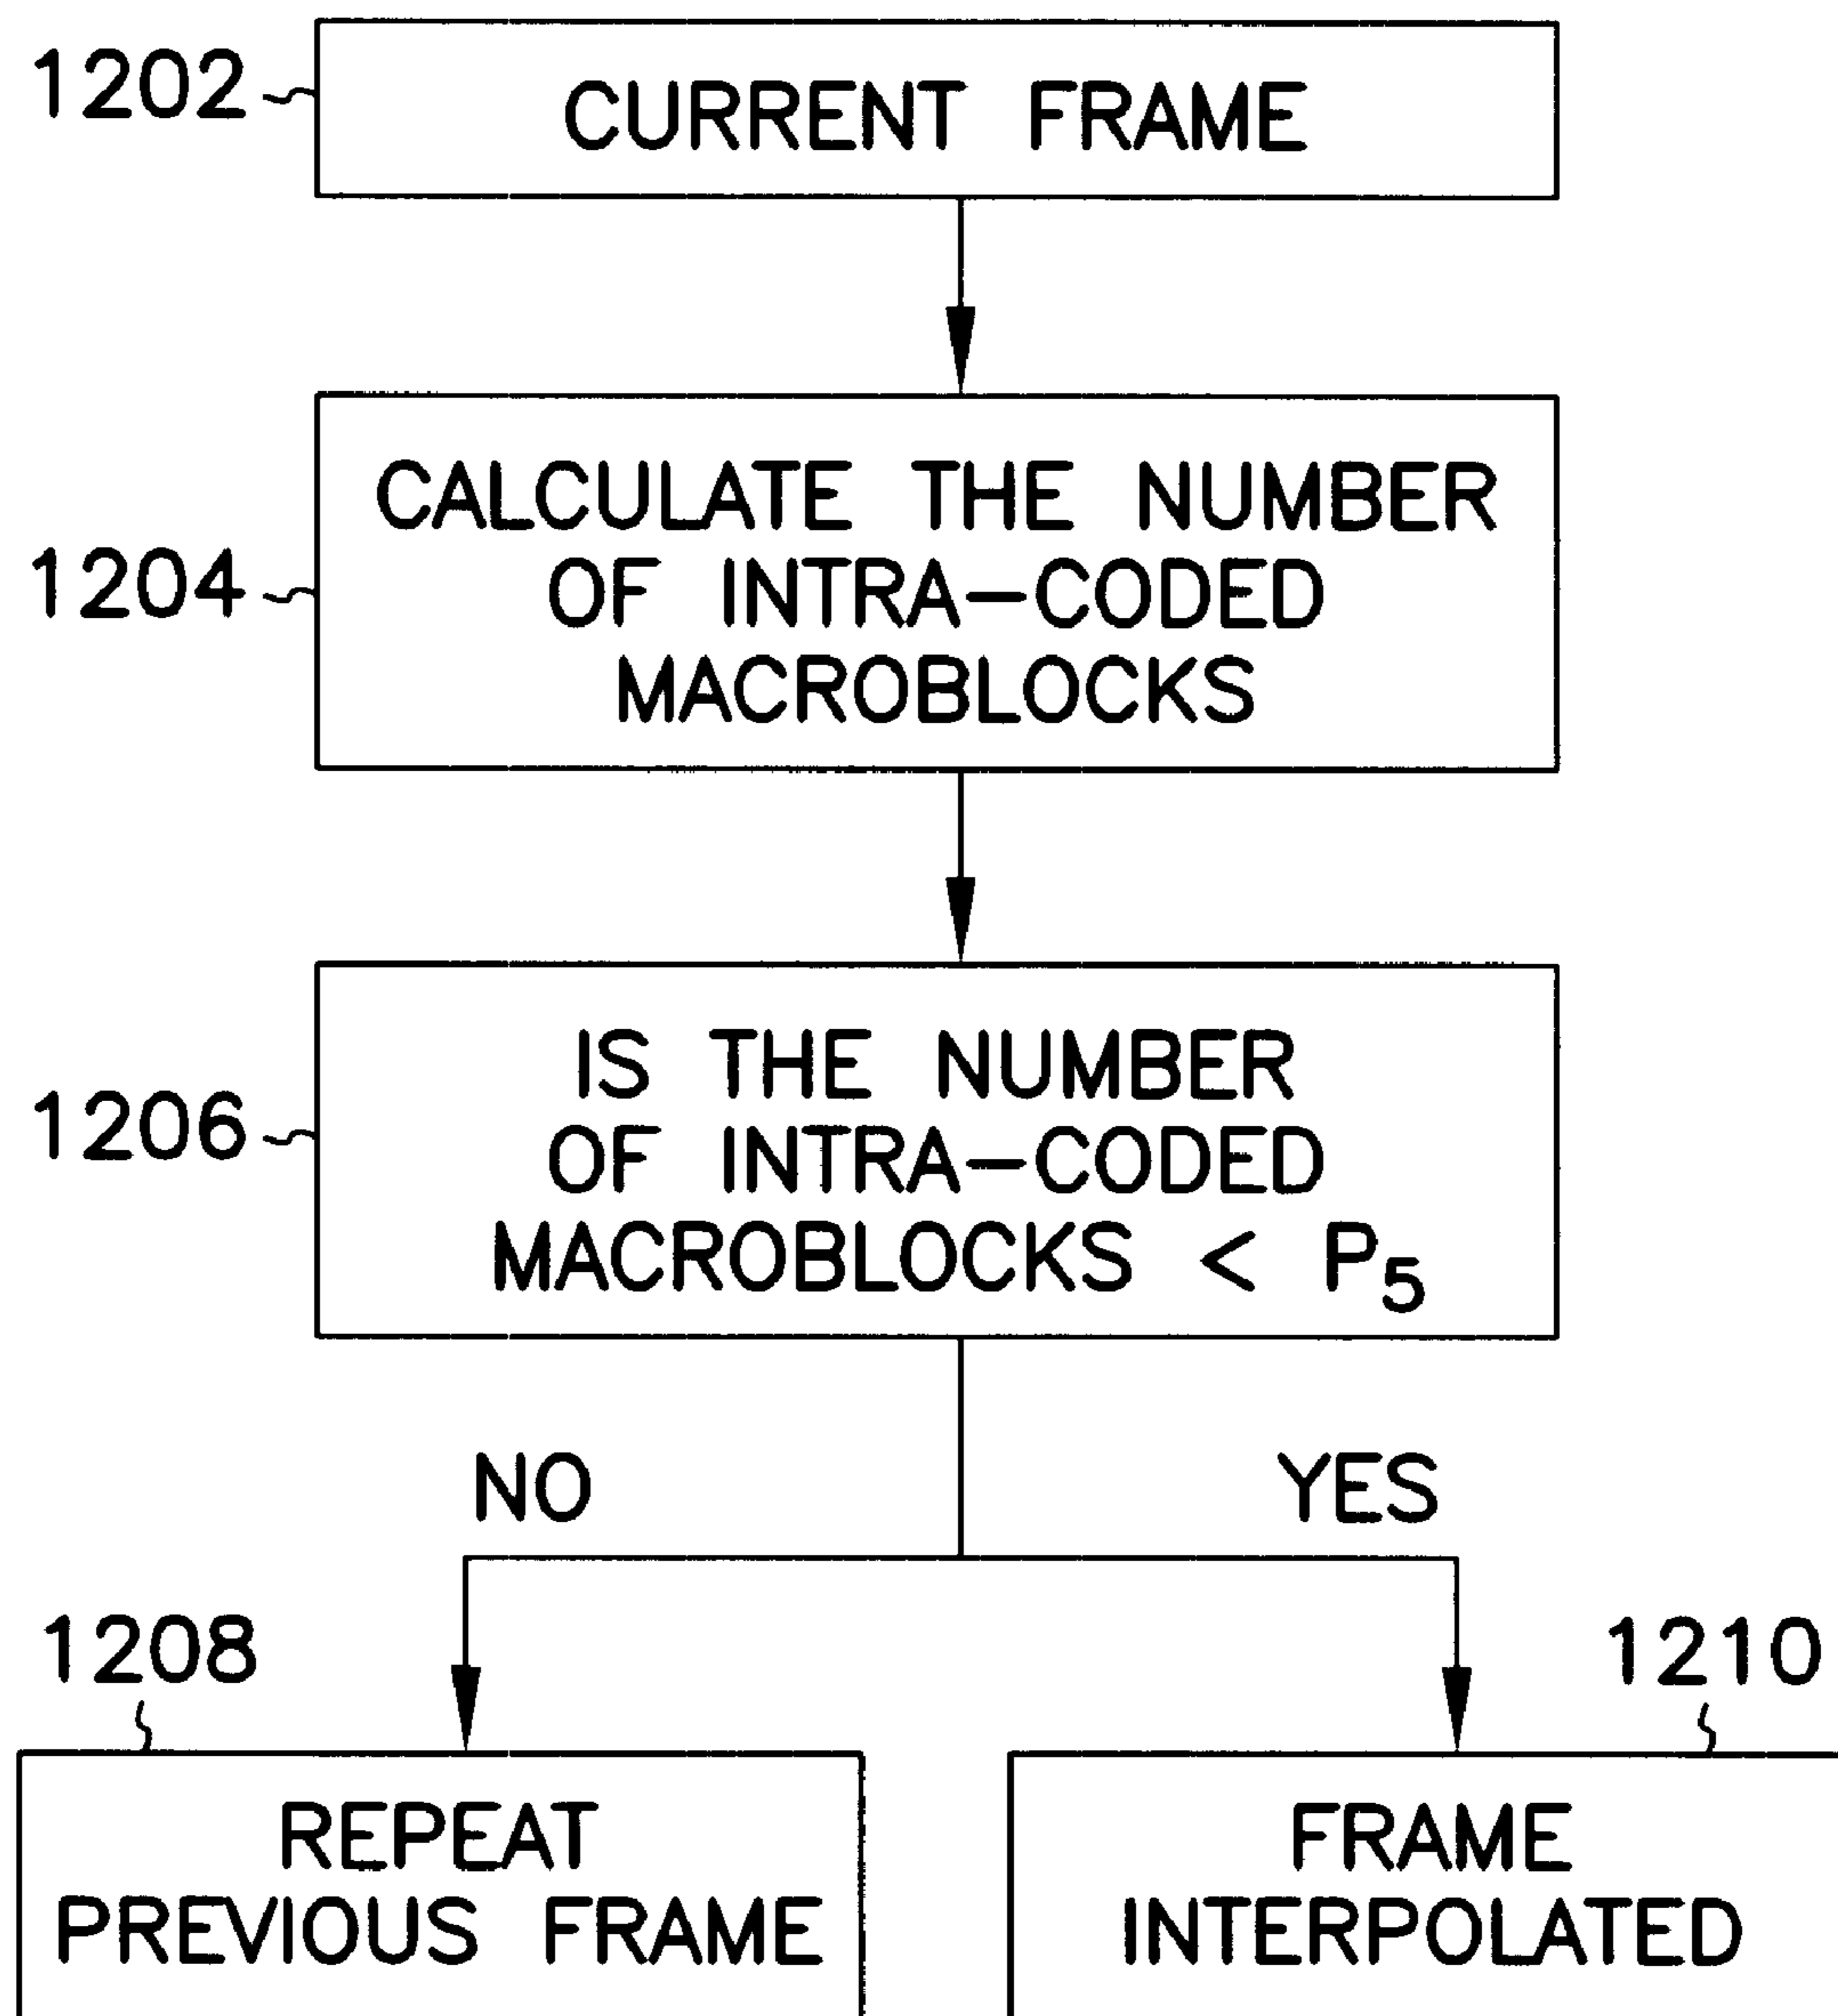 1202
CURRENT FRAME
CALCULATE THE NUMBER
1204
OF INTRA-CODED
MACROBLOCKS
IS THE NUMBER
1206
OF INTRA-CODED
MACROBLOCKS < P5
NO
YES
1208
1210
REPEAT
PREVIOUS FRAME
FRAME
INTERPOLATED